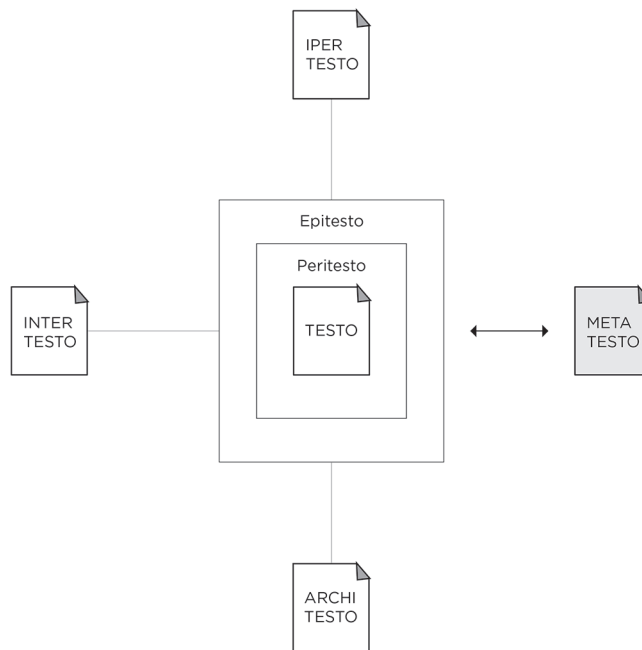 IPER
TESTO
Epitesto
Peritesto
INTER
TESTO
TESTO
META
TESTO
ARCHI
TESTO